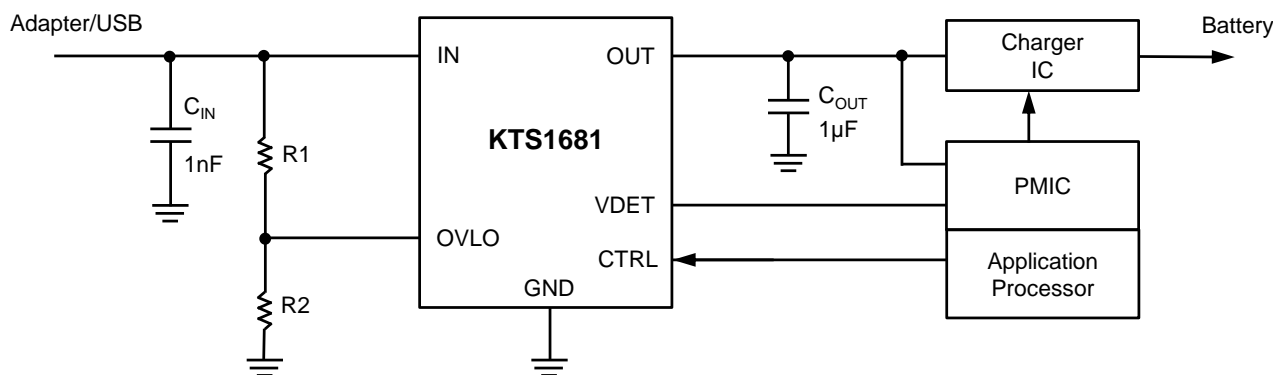 Adapter/USB
Battery
IN
OUT
Charger
IC
C_IN
1nF
R1
KTS1681
C_OUT
1µF
PMIC
VDET
OVLO
CTRL
Application
Processor
GND
R2